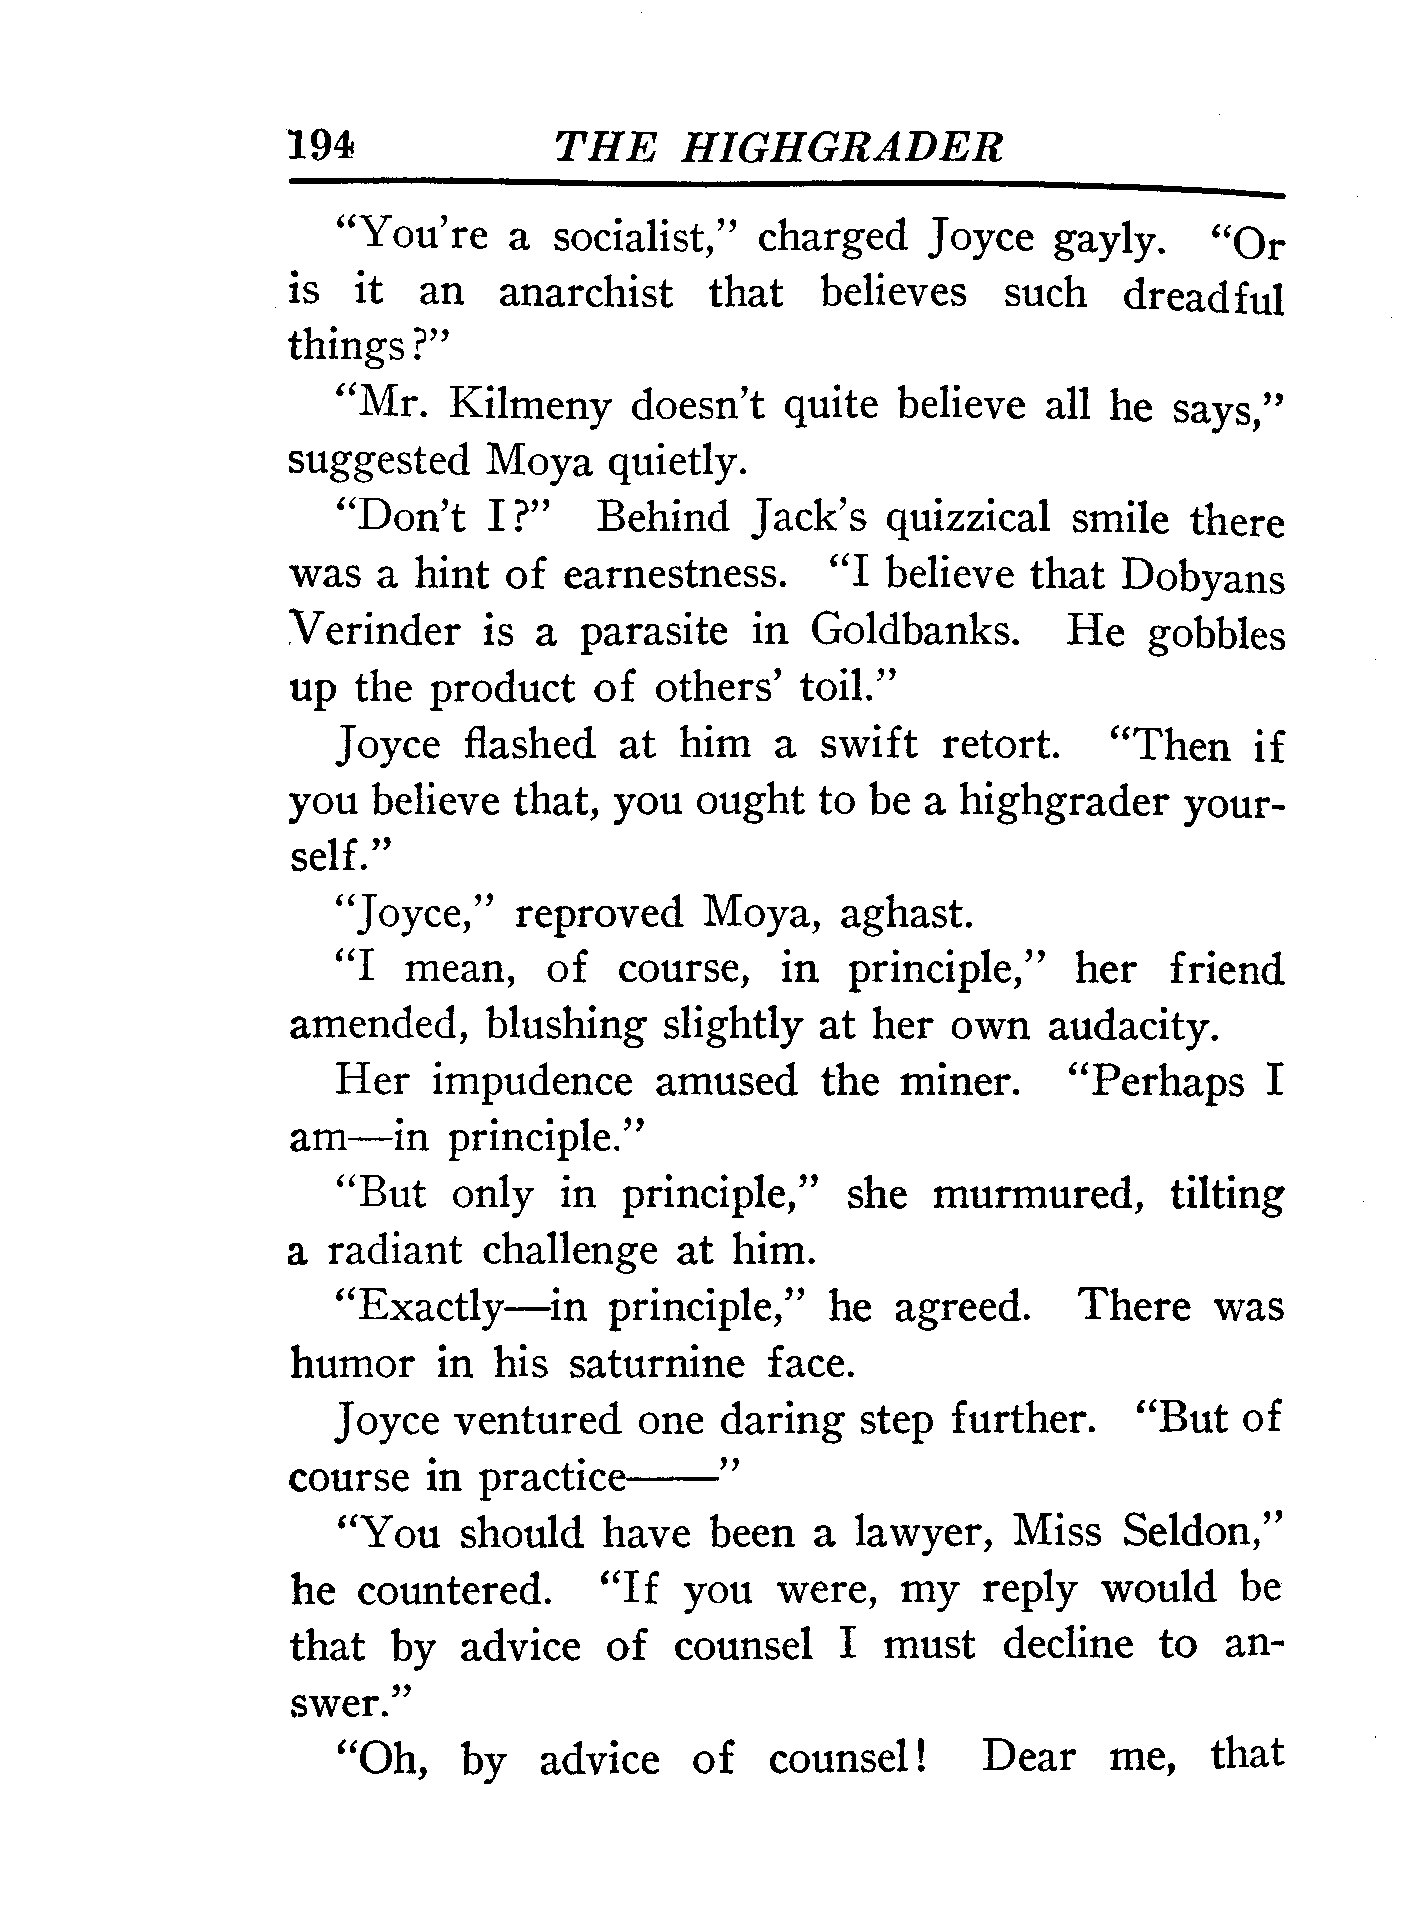 194 THE HIGHGRADER
“You're a socialist,” charged Joyce gayly. “Or
is it an anarchist that believes such dreadful
things?”
“Mr. Kilmeny doesn't quite believe all he says,”
suggested Moya quietly.
“Don't I?” Behind Jack's quizzical smile there
was a hint of earnestness. “I believe that Dobyans
Verinder is a parasite in Goldbanks. He gobbles
up the product of others' toil.”
Joyce flashed at him a swift retort. “Then if
you believe that, you ought to be a highgrader your-
self.”
“Joyce,” reproved Moya, aghast.
“I mean, of course, in principle,” her friend
amended, blushing slightly at her own audacity.
Her impudence amused the miner. “Perhaps I
am—in principle.”
“But only in principle,” she murmured, tilting
a radiant challenge at him.
“Exactly—in principle,” he agreed. There was
humor in his saturnine face.
Joyce ventured one daring step further. “But of
course in practice——”
“You should have been a lawyer, Miss Seldon,”
he countered. “If you were, my reply would be
that by advice of counsel I must decline to an-
swer.”
“Oh, by advice of counsel! Dear me, that